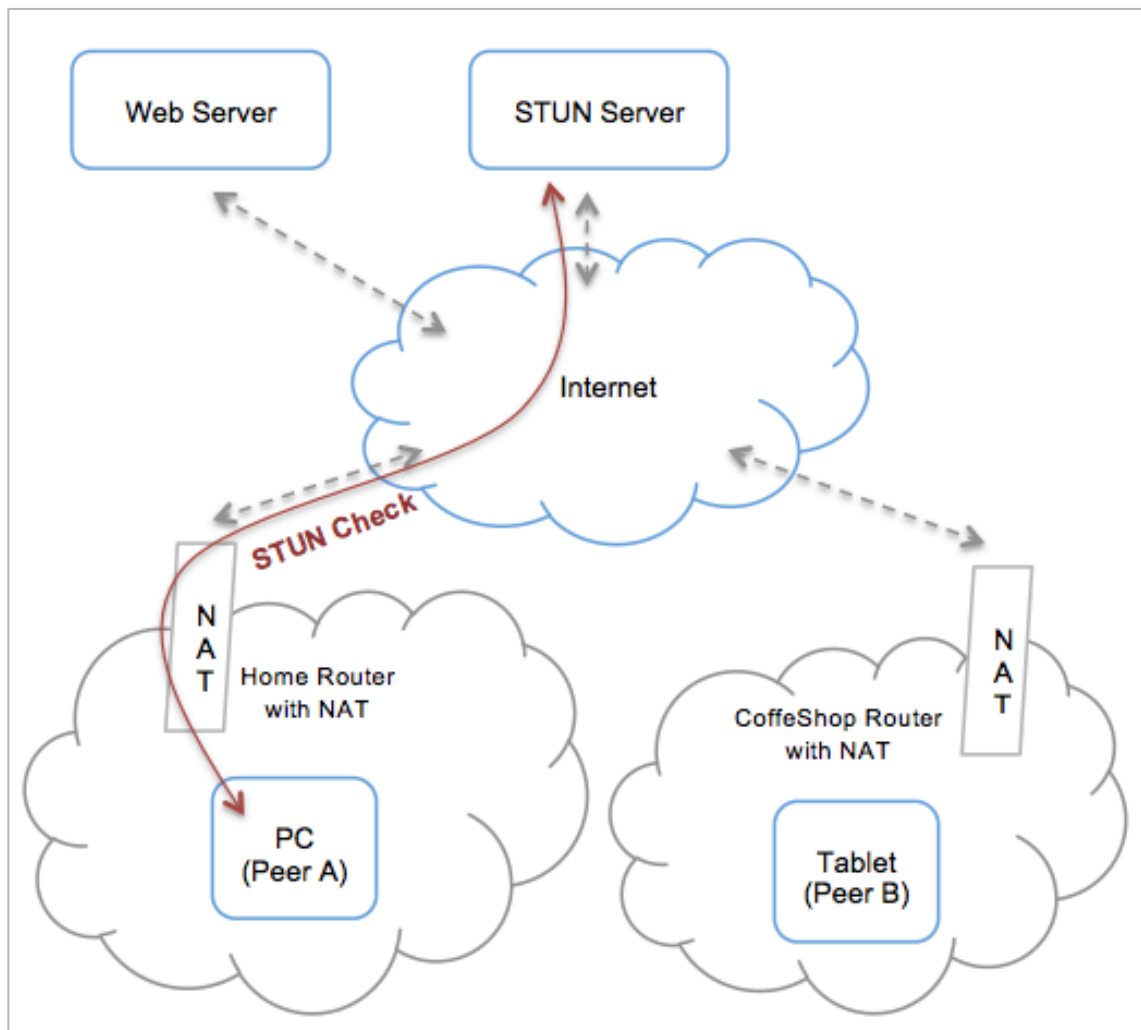 Web Server
STUN Server
Internet
STUN Check
N
A
T
Home Router
with NAT
N
A
T
CoffeShop Router
with NAT
PC
(Peer A)
Tablet
(Peer B)